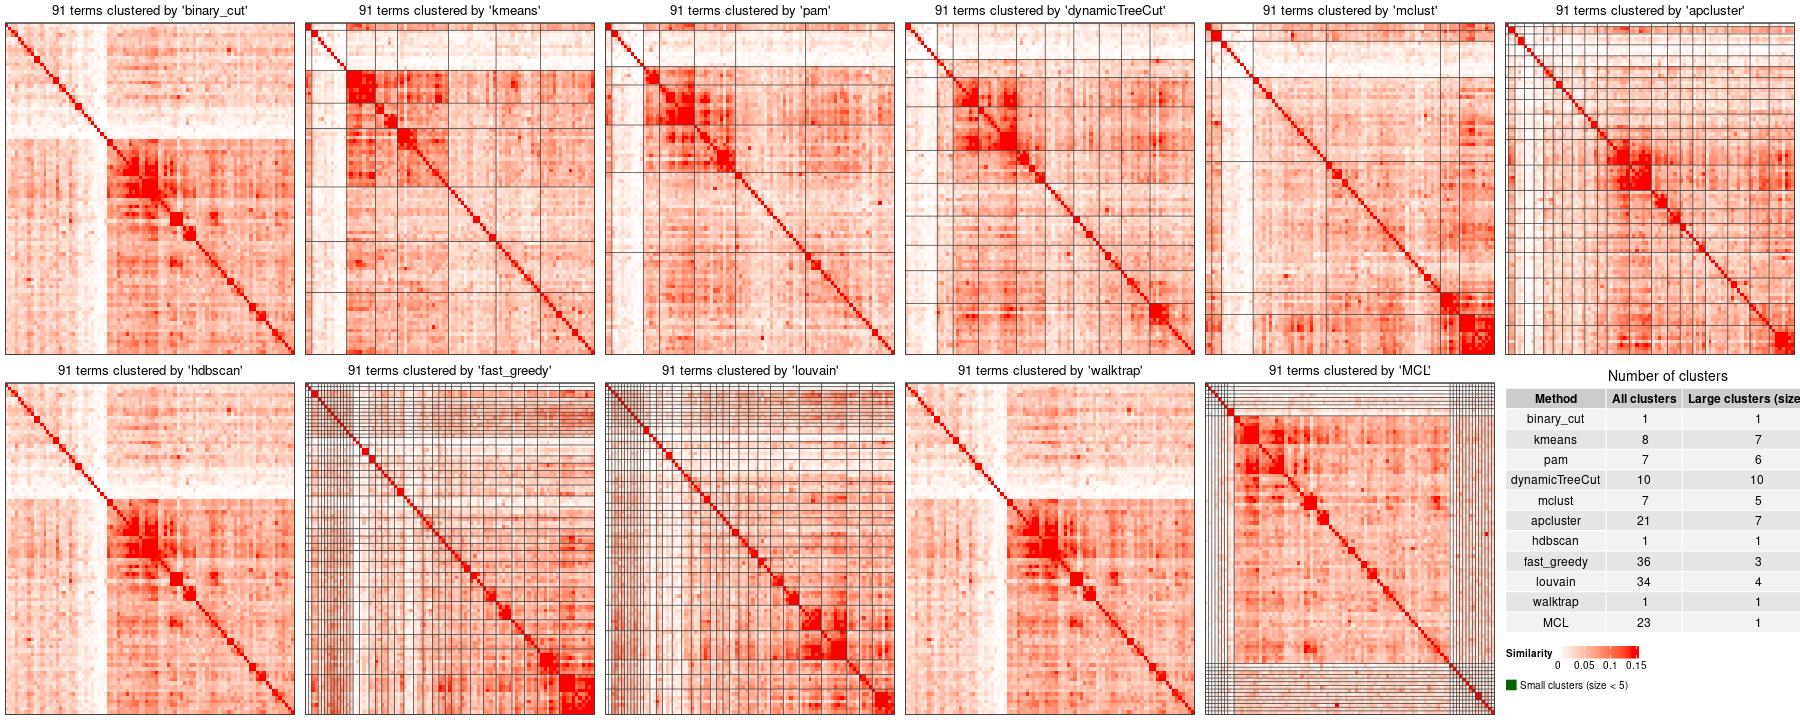 91 terms clustered by 'binary_cut'
91 terms clustered by 'kmeans'
91 terms clustered by 'pam'
91 terms clustered by 'dynamicTreeCut'
91 terms clustered by 'mclust'
91 terms clustered by 'apcluster'
91 terms clustered by 'hdbscan'
91 terms clustered by 'fast_greedy'
91 terms clustered by 'louvain'
91 terms clustered by 'walktrap'
91 terms clustered by 'MCL'
Number of clusters
Method All clusters Large clusters (size
binary_cut 1 1
kmeans 8 7
pam 7 6
dynamicTreeCut 10 10
mclust 7 5
apcluster 21 7
hdbscan 1 1
fast_greedy 36 3
louvain 34 4
walktrap 1 1
MCL 23 1
Similarity
0 0.05 0.1 0.15
Small clusters (size < 5)